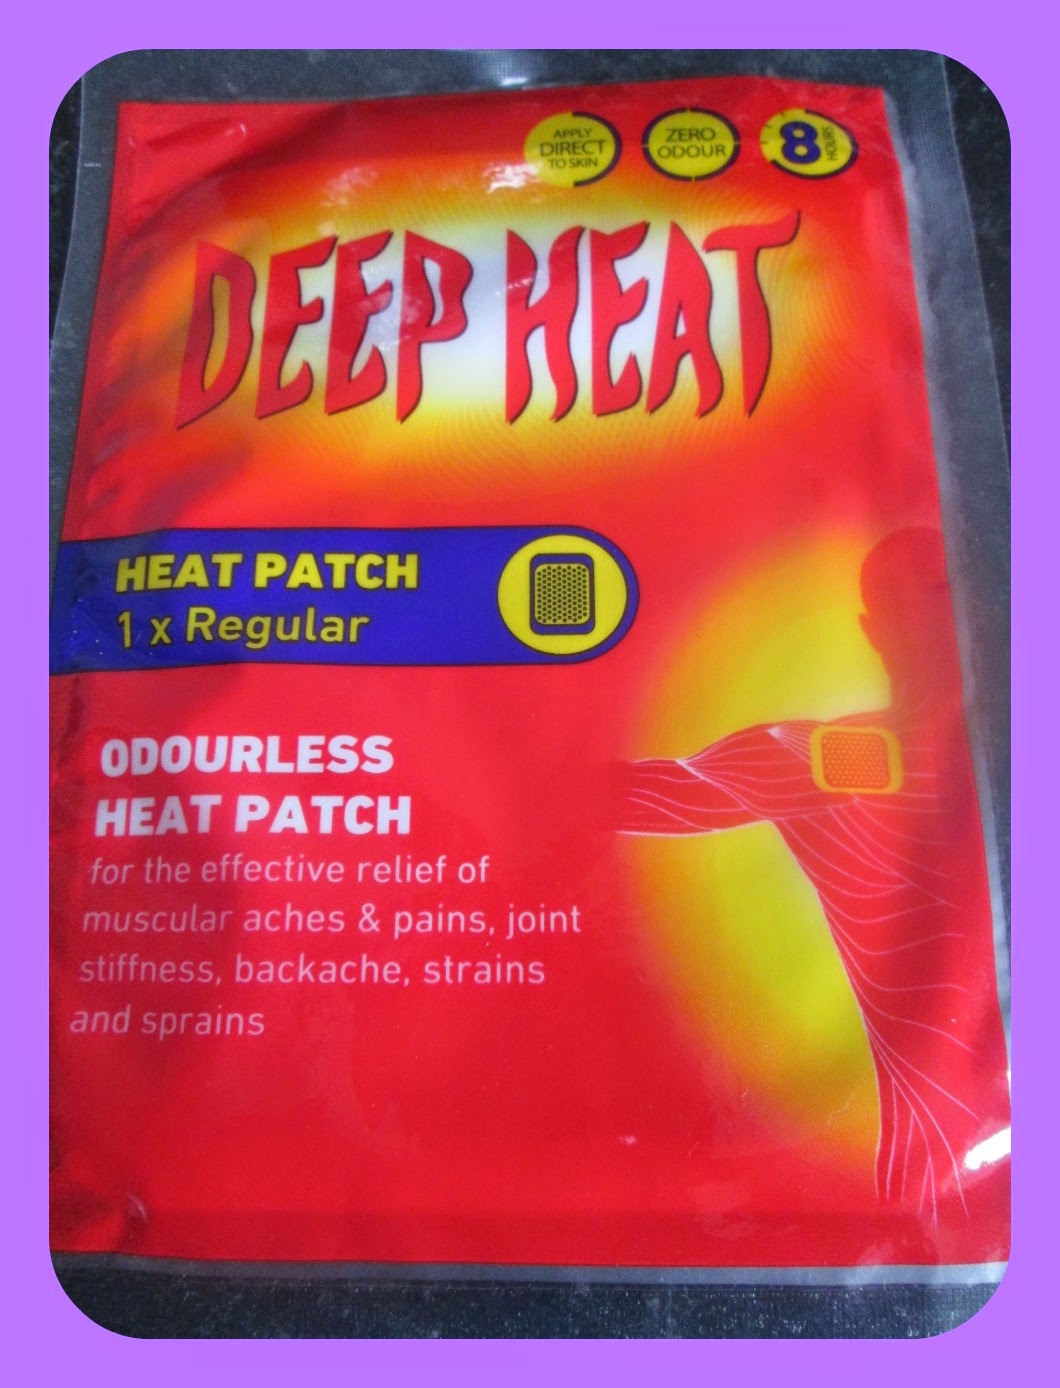 APPLY
DIRECT
TO SKIN
ZERO
ODOUR
8
HOURS
DEEP HEAT
HEAT PATCH
1 x Regular
ODOURLESS
HEAT PATCH
for the effective relief of
muscular aches & pains, joint
stiffness, backache, strains
and sprains